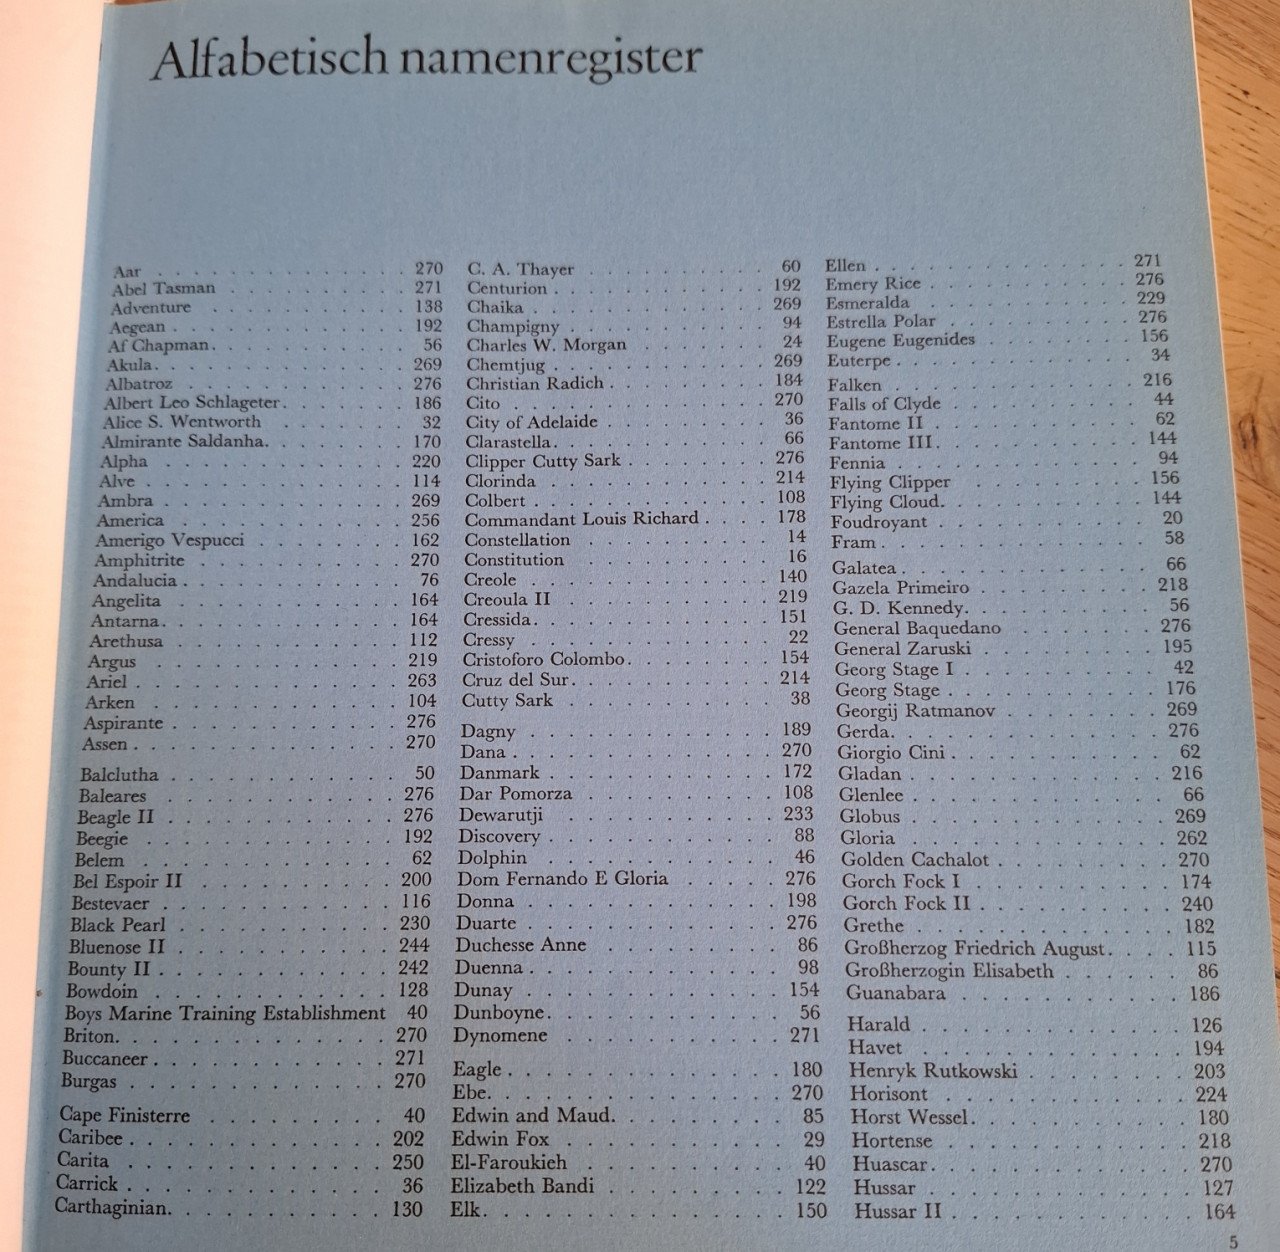 Alfabetisch namenregister
Aar . . . . . . . . . . . . . 270
Abel Tasman . . . . . . . . . 271
Adventure . . . . . . . . . . 138
Aegean . . . . . . . . . . . . 192
Af Chapman. . . . . . . . . . 56
Akula. . . . . . . . . . . . . 269
Albatroz . . . . . . . . . . . 276
Albert Leo Schlageter. . . . . . 186
Alice S. Wentworth . . . . . . 32
Almirante Saldanha. . . . . . . 170
Alpha . . . . . . . . . . . . 220
Alve . . . . . . . . . . . . . 114
Ambra . . . . . . . . . . . . 269
America . . . . . . . . . . . 256
Amerigo Vespucci . . . . . . . 162
Amphitrite . . . . . . . . . . 270
Andalucia . . . . . . . . . . . 76
Angelita . . . . . . . . . . . 164
Antarna. . . . . . . . . . . . 164
Arethusa . . . . . . . . . . . 112
Argus . . . . . . . . . . . . 219
Ariel . . . . . . . . . . . . . 263
Arken . . . . . . . . . . . . 104
Aspirante . . . . . . . . . . . 276
Assen . . . . . . . . . . . . . 270
Balclutha . . . . . . . . . . . 50
Baleares . . . . . . . . . . . 276
Beagle II . . . . . . . . . . . 276
Beegie . . . . . . . . . . . . 192
Belem . . . . . . . . . . . . 62
Bel Espoir II . . . . . . . . . 200
Bestevaer . . . . . . . . . . . 116
Black Pearl . . . . . . . . . . 230
Bluenose II . . . . . . . . . . 244
Bounty II . . . . . . . . . . . 242
Bowdoin . . . . . . . . . . . 128
Boys Marine Training Establishment 40
Briton. . . . . . . . . . . . . 270
Buccaneer . . . . . . . . . . . 271
Burgas . . . . . . . . . . . . 270
Cape Finisterre . . . . . . . . 40
Caribee . . . . . . . . . . . . 202
Carita . . . . . . . . . . . . 250
Carrick . . . . . . . . . . . . 36
Carthaginian. . . . . . . . . . 130
C. A. Thayer . . . . . . . . . 60
Centurion . . . . . . . . . . . 192
Chaika . . . . . . . . . . . . 269
Champigny . . . . . . . . . . 94
Charles W. Morgan . . . . . . 24
Chemtjug . . . . . . . . . . . 269
Christian Radich . . . . . . . . 184
Cito . . . . . . . . . . . . . 270
City of Adelaide . . . . . . . . 36
Clarastella. . . . . . . . . . . 66
Clipper Cutty Sark . . . . . . . 276
Clorinda . . . . . . . . . . . 214
Colbert . . . . . . . . . . . . 108
Commandant Louis Richard . . . . 178
Constellation . . . . . . . . . 14
Constitution . . . . . . . . . 16
Creole . . . . . . . . . . . . 140
Creoula II . . . . . . . . . . 219
Cressida. . . . . . . . . . . . 151
Cressy . . . . . . . . . . . . 22
Cristoforo Colombo. . . . . . . 154
Cruz del Sur. . . . . . . . . . 214
Cutty Sark . . . . . . . . . . 38
Dagny . . . . . . . . . . . . 189
Dana . . . . . . . . . . . . . 270
Danmark . . . . . . . . . . . 172
Dar Pomorza . . . . . . . . . 108
Dewarutji . . . . . . . . . . 233
Discovery . . . . . . . . . . . 88
Dolphin . . . . . . . . . . . 46
Dom Fernando E Gloria . . . . . 276
Donna . . . . . . . . . . . . 198
Duarte . . . . . . . . . . . . 276
Duchesse Anne . . . . . . . . 86
Duenna . . . . . . . . . . . . 98
Dunay . . . . . . . . . . . . 154
Dunboyne. . . . . . . . . . . 56
Dynomene . . . . . . . . . . 271
Eagle . . . . . . . . . . . . . 180
Ebe. . . . . . . . . . . . . . 270
Edwin and Maud. . . . . . . . 85
Edwin Fox . . . . . . . . . . 29
El-Faroukieh . . . . . . . . . 40
Elizabeth Bandi . . . . . . . . 122
Elk. . . . . . . . . . . . . . 150
Ellen . . . . . . . . . . . . . 271
Emery Rice . . . . . . . . . . 276
Esmeralda . . . . . . . . . . 229
Estrella Polar . . . . . . . . . 276
Eugene Eugenides . . . . . . . 156
Euterpe . . . . . . . . . . . . 34
Falken . . . . . . . . . . . . 216
Falls of Clyde . . . . . . . . . 44
Fantome II . . . . . . . . . . 62
Fantome III. . . . . . . . . . 144
Fennia . . . . . . . . . . . . 94
Flying Clipper . . . . . . . . 156
Flying Cloud. . . . . . . . . . 144
Foudroyant . . . . . . . . . . 20
Fram . . . . . . . . . . . . . 58
Galatea . . . . . . . . . . . . 66
Gazela Primeiro . . . . . . . . 218
G. D. Kennedy. . . . . . . . . 56
General Baquedano . . . . . . 276
General Zaruski . . . . . . . . 195
Georg Stage I . . . . . . . . . 42
Georg Stage . . . . . . . . . . 176
Georgij Ratmanov . . . . . . . 269
Gerda. . . . . . . . . . . . . 276
Giorgio Cini . . . . . . . . . . 62
Gladan . . . . . . . . . . . . 216
Glenlee . . . . . . . . . . . . 66
Globus . . . . . . . . . . . . 269
Gloria . . . . . . . . . . . . 262
Golden Cachalot . . . . . . . . 270
Gorch Fock I . . . . . . . . . 174
Gorch Fock II . . . . . . . . . 240
Grethe . . . . . . . . . . . . 182
Großherzog Friedrich August. . . . 115
Großherzogin Elisabeth . . . . . 86
Guanabara . . . . . . . . . . 186
Harald . . . . . . . . . . . . 126
Havet . . . . . . . . . . . . 194
Henryk Rutkowski . . . . . . . 203
Horisont . . . . . . . . . . . 224
Horst Wessel. . . . . . . . . . 180
Hortense . . . . . . . . . . . 218
Huascar. . . . . . . . . . . . 270
Hussar . . . . . . . . . . . . 127
Hussar II . . . . . . . . . . . 164
5